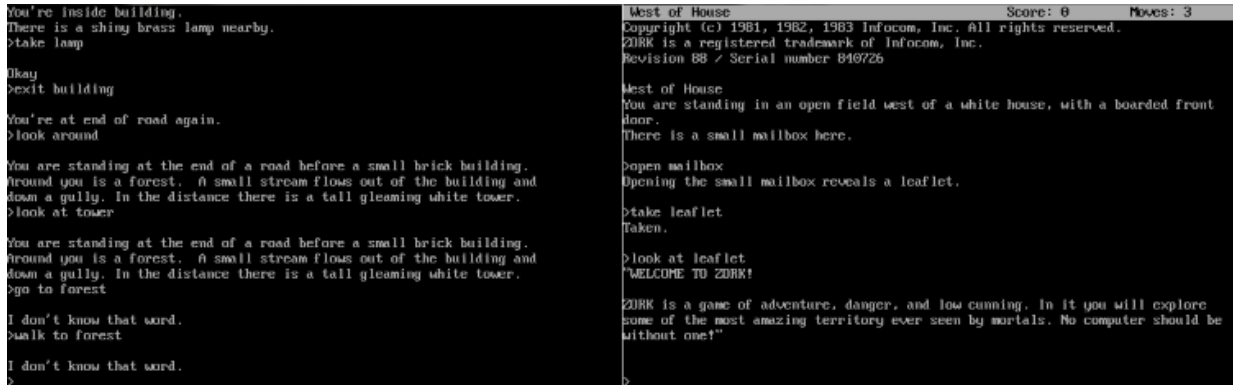 You're inside building.
There is a shiny brass lamp nearby.
>take lamp
Okay
>exit building
You're at end of road again.
>look around
You are standing at the end of a road before a small brick building.
Around you is a forest.  A small stream flows out of the building and
down a gully. In the distance there is a tall gleaming white tower.
>look at tower
You are standing at the end of a road before a small brick building.
Around you is a forest.  A small stream flows out of the building and
down a gully. In the distance there is a tall gleaming white tower.
>go to forest
I don't know that word.
>walk to forest
I don't know that word.
>
West of House Score: 0 Moves: 3
Copyright (c) 1981, 1982, 1983 Infocom, Inc. All rights reserved.
ZORK is a registered trademark of Infocom, Inc.
Revision 88 / Serial number 840726
West of House
You are standing in an open field west of a white house, with a boarded front
door.
There is a small mailbox here.
>open mailbox
Opening the small mailbox reveals a leaflet.
>take leaflet
Taken.
>look at leaflet
"WELCOME TO ZORK!
ZORK is a game of adventure, danger, and low cunning. In it you will explore
some of the most amazing territory ever seen by mortals. No computer should be
without one!"
>